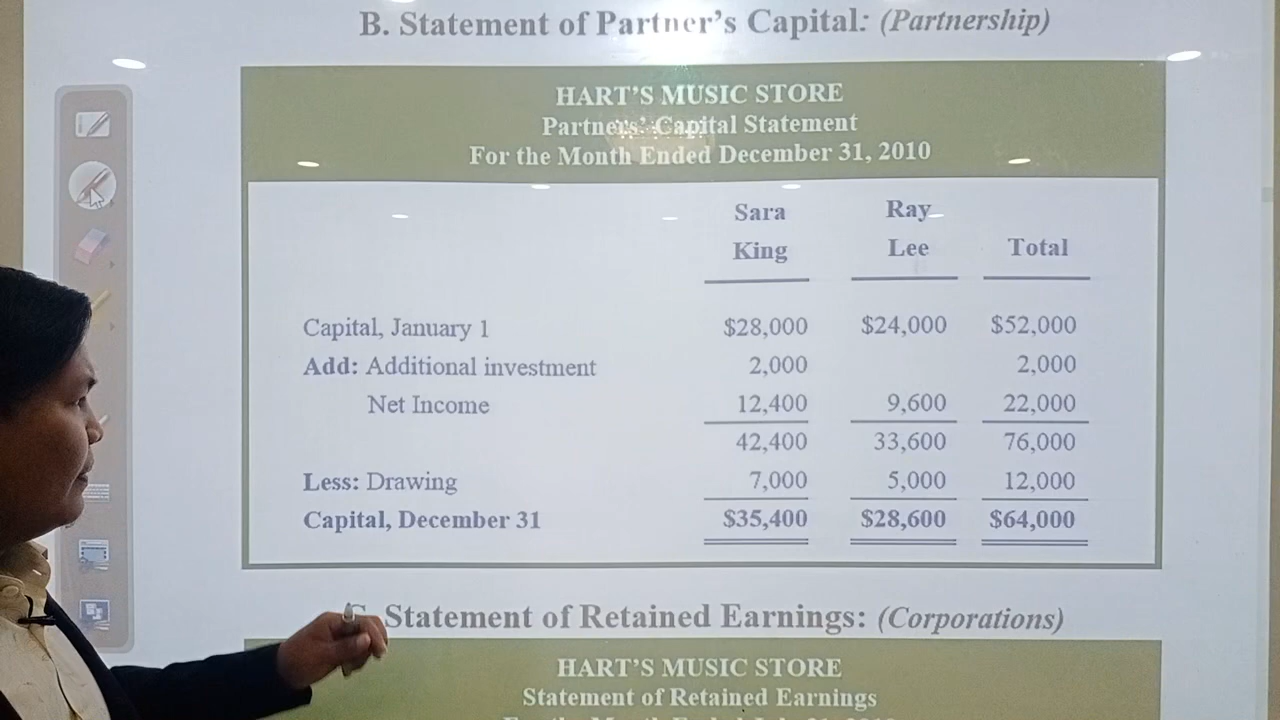 B. Statement of Partner's Capital: (Partnership)
HART'S MUSIC STORE
Partners' Capital Statement
For the Month Ended December 31, 2010
Sara Ray
King Lee Total
Capital, January 1 $28,000 $24,000 $52,000
Add: Additional investment 2,000 2,000
Net Income 12,400 9,600 22,000
42,400 33,600 76,000
Less: Drawing 7,000 5,000 12,000
Capital, December 31 $35,400 $28,600 $64,000
Statement of Retained Earnings: (Corporations)
HART'S MUSIC STORE
Statement of Retained Earnings